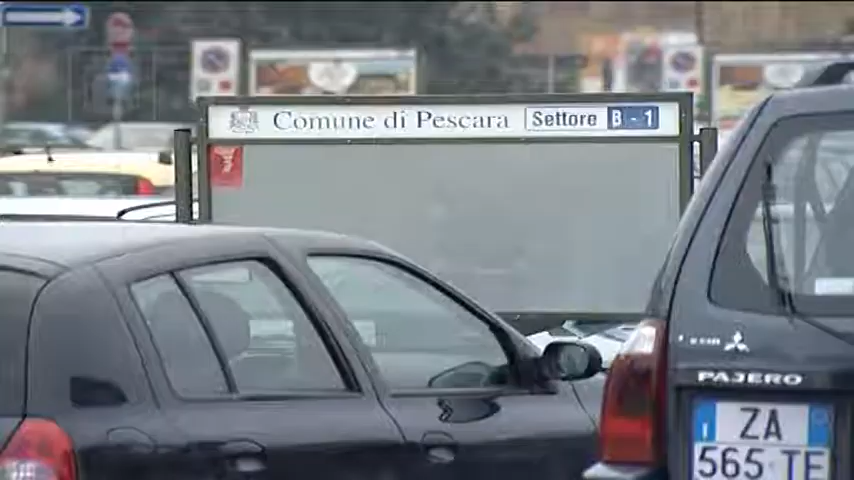 Comune di Pescara
Settore B - 1
PAJERO
I ZA
565 TE